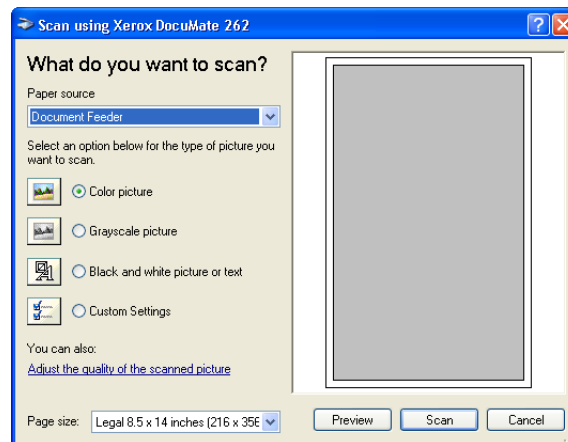 Scan using Xerox DocuMate 262
What do you want to scan?
Paper source
Document Feeder
Select an option below for the type of picture you
want to scan.
Color picture
Grayscale picture
Black and white picture or text
Custom Settings
You can also:
Adjust the quality of the scanned picture
Page size: Legal 8.5 x 14 inches (216 x 356
Preview Scan Cancel